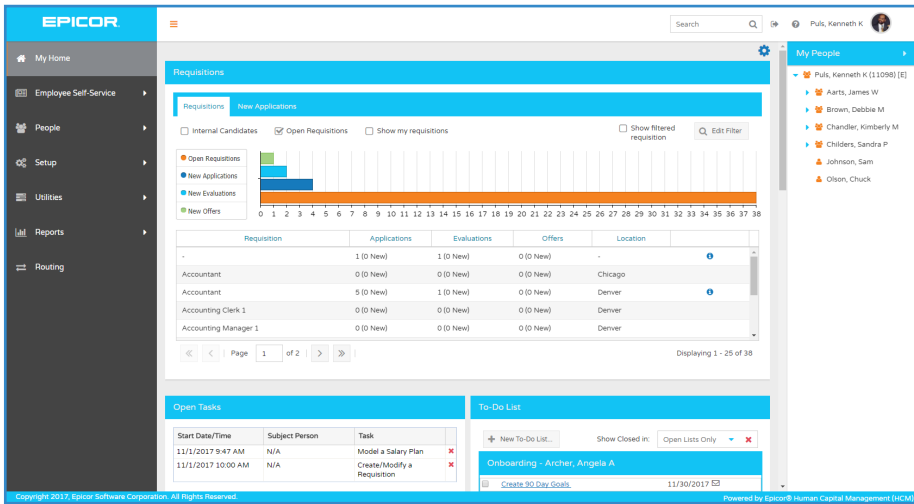 EPICOR.
Search
Puls, Kenneth K
My Home
Employee Self-Service
People
Setup
Utilities
Reports
Routing
Requisitions
Requisitions New Applications
Internal Candidates Open Requisitions Show my requisitions Show filtered requisition Edit Filter
Open Requisitions
New Applications
New Evaluations
New Offers
0 1 2 3 4 5 6 7 8 9 10 11 12 13 14 15 16 17 18 19 20 21 22 23 24 25 26 27 28 29 30 31 32 33 34 35 36 37 38
Requisition Applications Evaluations Offers Location
- 1 (0 New) 1 (0 New) 0 (0 New) -
Accountant 0 (0 New) 0 (0 New) 0 (0 New) Chicago
Accountant 5 (0 New) 1 (0 New) 0 (0 New) Denver
Accounting Clerk 1 0 (0 New) 0 (0 New) 0 (0 New) Denver
Accounting Manager 1 0 (0 New) 0 (0 New) 0 (0 New) Denver
Page 1 of 2 Displaying 1 - 25 of 38
Open Tasks
Start Date/Time Subject Person Task
11/1/2017 9:47 AM N/A Model a Salary Plan
11/1/2017 10:00 AM N/A Create/Modify a
Requisition
To-Do List
New To-Do List... Show Closed in: Open Lists Only
Onboarding - Archer, Angela A
Create 90 Day Goals 11/30/2017
My People
Puls, Kenneth K (11098) [E]
Aarts, James W
Brown, Debbie M
Chandler, Kimberly M
Childers, Sandra P
Johnson, Sam
Olson, Chuck
Copyright 2017, Epicor Software Corporation. All Rights Reserved.
Powered by Epicor® Human Capital Management (HCM)